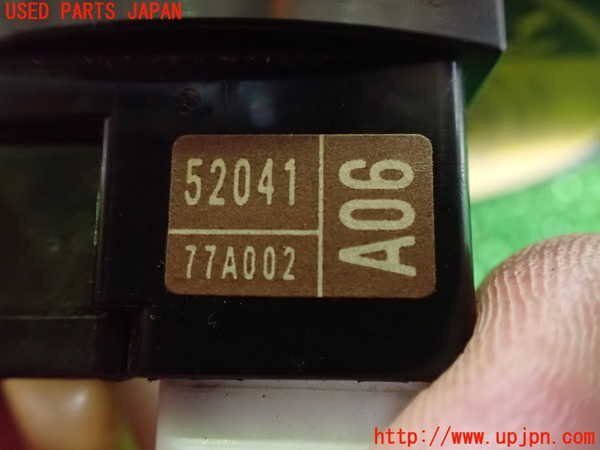 USED PARTS JAPAN
52041
77A002
A06
http://www.upjpn.com/